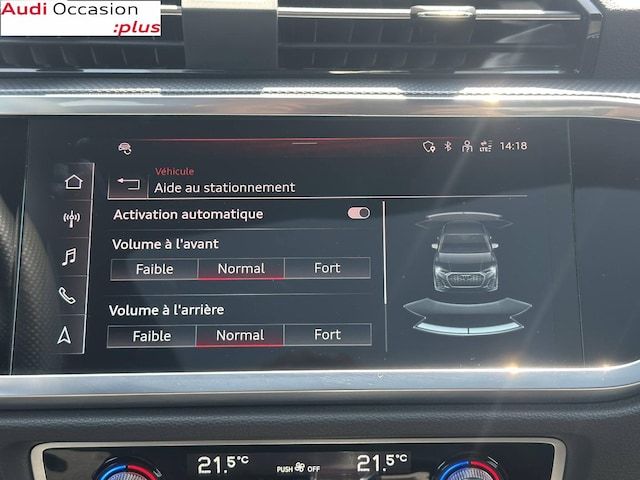 Audi Occasion
:plus
14:18
Véhicule
Aide au stationnement
Activation automatique
Volume à l'avant
Faible Normal Fort
Volume à l'arrière
Faible Normal Fort
21.5°C PUSH OFF 21.5°C